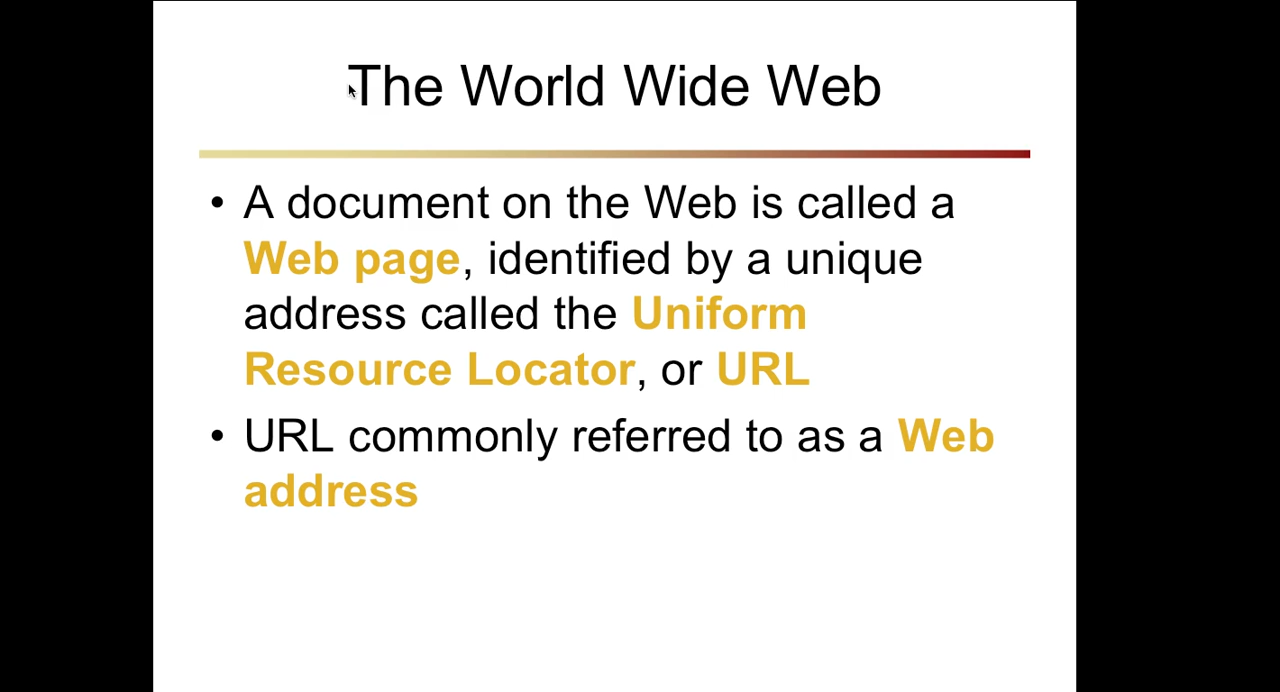 The World Wide Web
• A document on the Web is called a
Web page, identified by a unique
address called the Uniform
Resource Locator, or URL
• URL commonly referred to as a Web
address